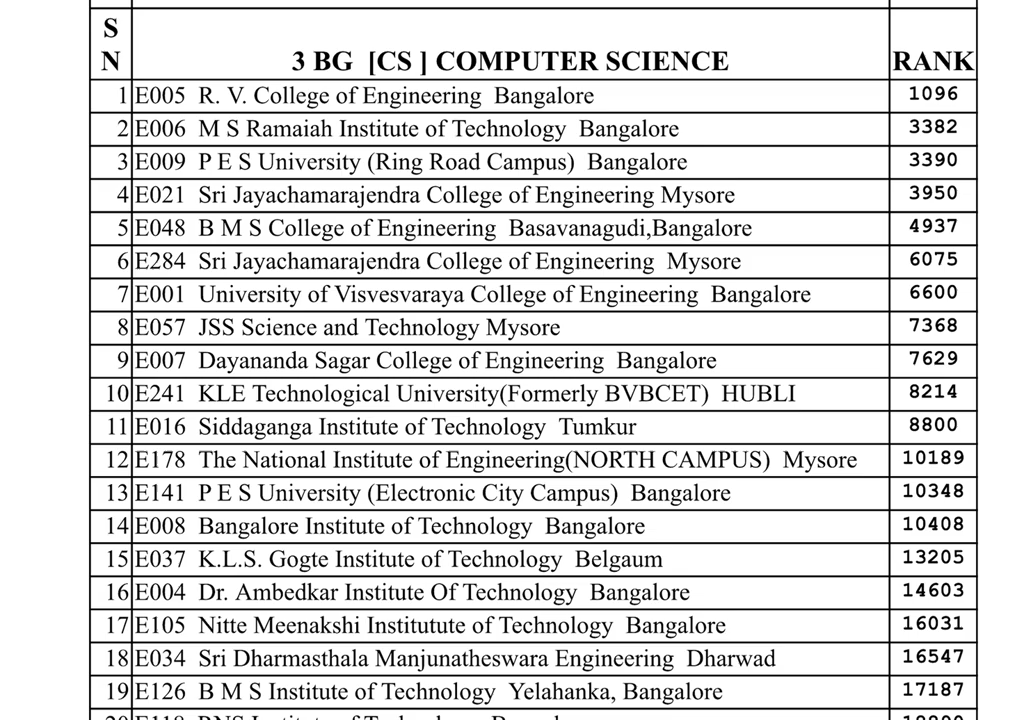 S
N 3 BG [CS ] COMPUTER SCIENCE RANK
1 E005 R. V. College of Engineering Bangalore 1096
2 E006 M S Ramaiah Institute of Technology Bangalore 3382
3 E009 P E S University (Ring Road Campus) Bangalore 3390
4 E021 Sri Jayachamarajendra College of Engineering Mysore 3950
5 E048 B M S College of Engineering Basavanagudi,Bangalore 4937
6 E284 Sri Jayachamarajendra College of Engineering Mysore 6075
7 E001 University of Visvesvaraya College of Engineering Bangalore 6600
8 E057 JSS Science and Technology Mysore 7368
9 E007 Dayananda Sagar College of Engineering Bangalore 7629
10 E241 KLE Technological University(Formerly BVBCET) HUBLI 8214
11 E016 Siddaganga Institute of Technology Tumkur 8800
12 E178 The National Institute of Engineering(NORTH CAMPUS) Mysore 10189
13 E141 P E S University (Electronic City Campus) Bangalore 10348
14 E008 Bangalore Institute of Technology Bangalore 10408
15 E037 K.L.S. Gogte Institute of Technology Belgaum 13205
16 E004 Dr. Ambedkar Institute Of Technology Bangalore 14603
17 E105 Nitte Meenakshi Institutute of Technology Bangalore 16031
18 E034 Sri Dharmasthala Manjunatheswara Engineering Dharwad 16547
19 E126 B M S Institute of Technology Yelahanka, Bangalore 17187